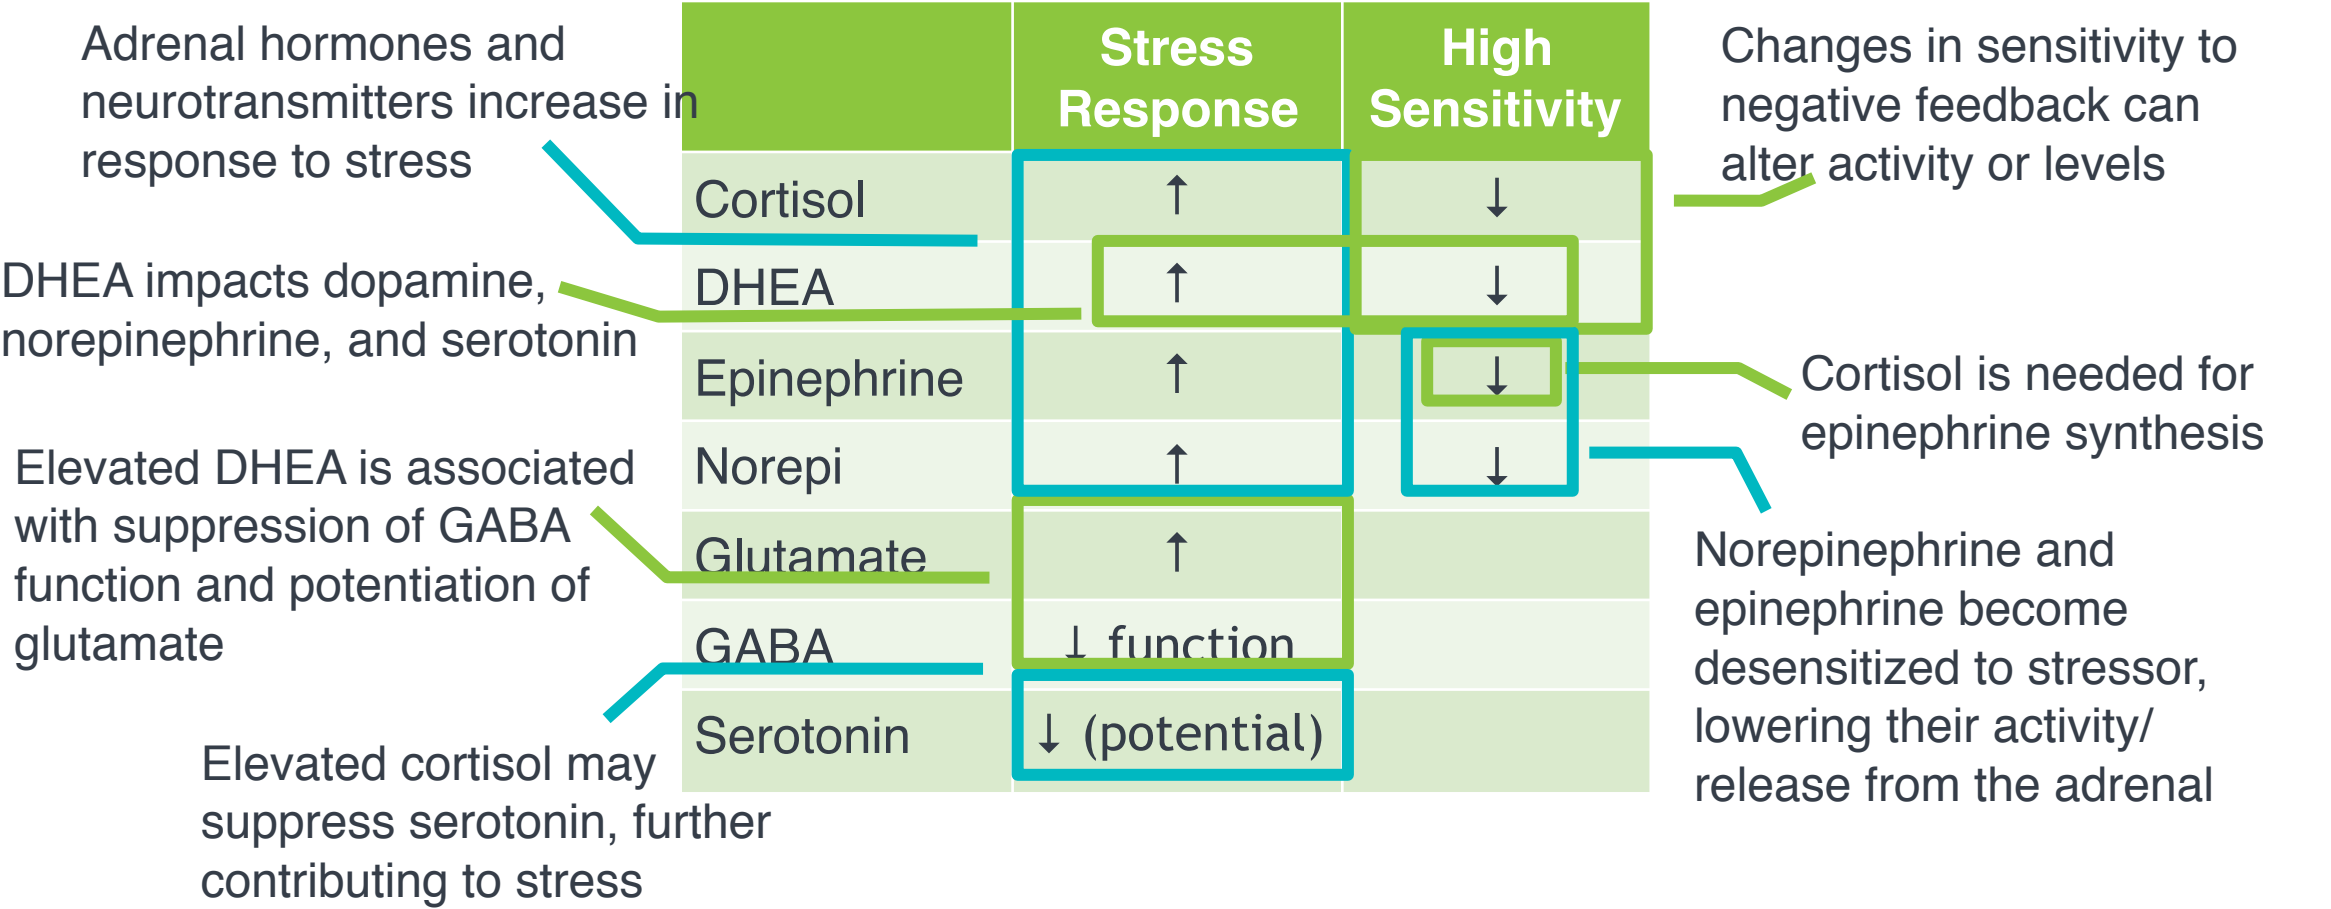 Adrenal hormones and
neurotransmitters increase in
response to stress
DHEA impacts dopamine,
norepinephrine, and serotonin
Elevated DHEA is associated
with suppression of GABA
function and potentiation of
glutamate
Elevated cortisol may
suppress serotonin, further
contributing to stress
Stress
Response
High
Sensitivity
Cortisol ↑ ↓
DHEA ↑ ↓
Epinephrine ↑ ↓
Norepi ↑ ↓
Glutamate ↑
GABA ↓ function
Serotonin ↓ (potential)
Changes in sensitivity to
negative feedback can
alter activity or levels
Cortisol is needed for
epinephrine synthesis
Norepinephrine and
epinephrine become
desensitized to stressor,
lowering their activity/
release from the adrenal